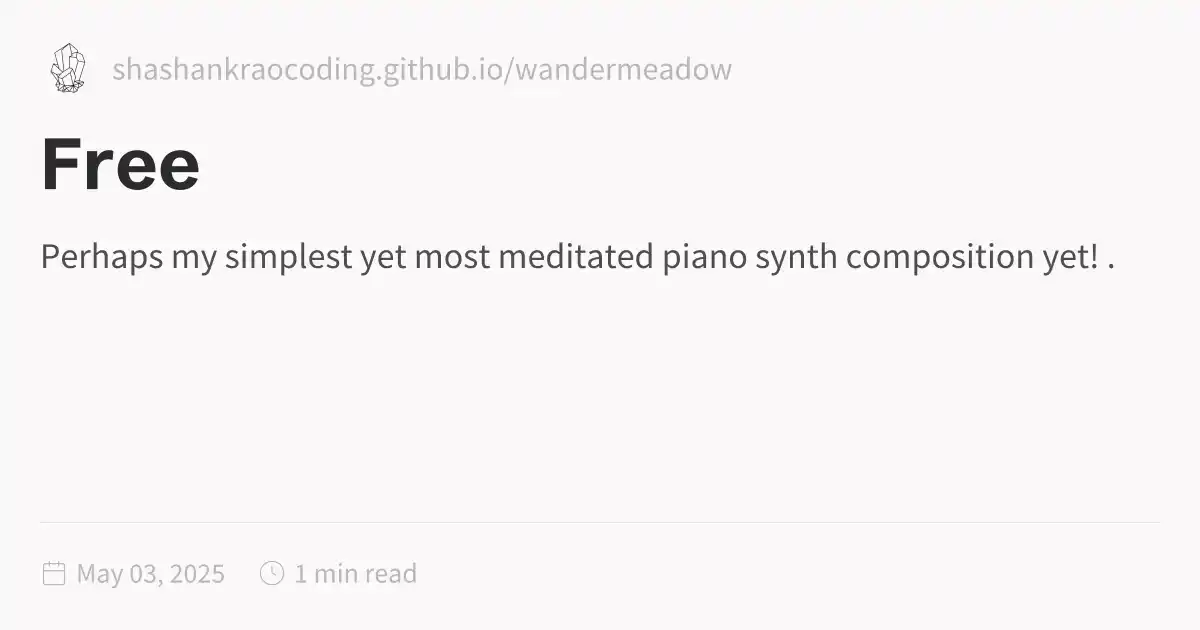 shashankraocoding.github.io/wandermeadow
Free
Perhaps my simplest yet most meditated piano synth composition yet! .
May 03, 2025 1 min read